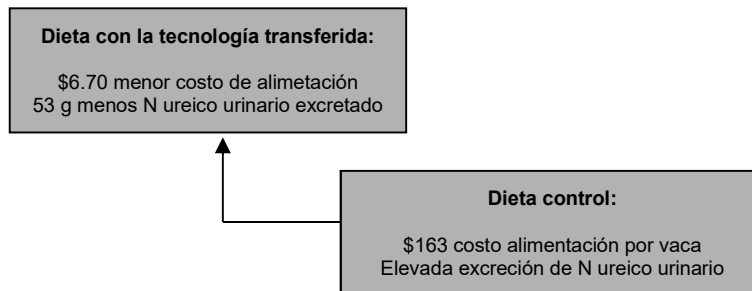 Dieta con la tecnología transferida:
$6.70 menor costo de alimetación
53 g menos N ureico urinario excretado
Dieta control:
$163 costo alimentación por vaca
Elevada excreción de N ureico urinario